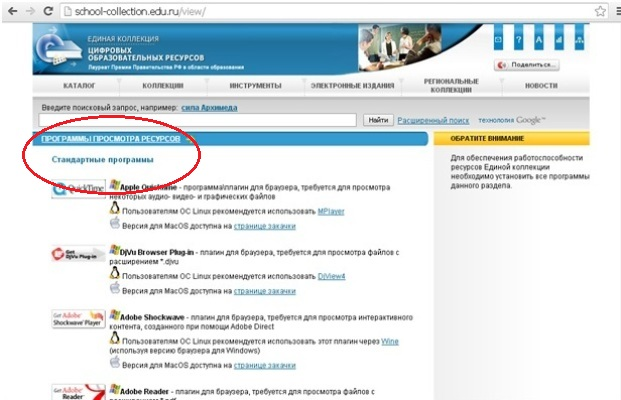 school-collection.edu.ru/view/
ЕДИНАЯ КОЛЛЕКЦИЯ
ЦИФРОВЫХ
ОБРАЗОВАТЕЛЬНЫХ РЕСУРСОВ
Лауреат Премии Правительства РФ в области образования
Поделиться...
КАТАЛОГ КОЛЛЕКЦИИ ИНСТРУМЕНТЫ ЭЛЕКТРОННЫЕ ИЗДАНИЯ РЕГИОНАЛЬНЫЕ КОЛЛЕКЦИИ НОВОСТИ
Введите поисковый запрос, например: сила Архимеда
Найти Расширенный поиск технологии Google™
ПРОГРАММЫ ПРОСМОТРА РЕСУРСОВ
Стандартные программы
QuickTime
Apple Quicktime - программа\плагин для браузера, требуется для просмотра
некоторых аудио- видео- и графических файлов
Пользователям ОС Linux рекомендуется использовать MPlayer
Версия для MacOS доступна на странице закачки
Get
DjVu Plug-in
DjVu Browser Plug-in - плагин для браузера, требуется для просмотра файлов с
расширением *.djvu
Пользователям ОС Linux рекомендуется использовать DjView4
Версия для MacOS доступна на странице закачки
Get Adobe
Shockwave Player
Adobe Shockwave - плагин для браузера, требуется для просмотра интерактивного
контента, созданного при помощи Adobe Direct
Пользователям ОС Linux рекомендуется использовать этот плагин через Wine
(используя версию браузера для Windows)
Версия для MacOS доступна на странице закачки
Get Adobe
Reader
Adobe Reader - плагин для браузера, требуется для просмотра файлов с
ОБРАТИТЕ ВНИМАНИЕ
Для обеспечения работоспособности
ресурсов Единой коллекции
необходимо установить все программы
данного раздела.